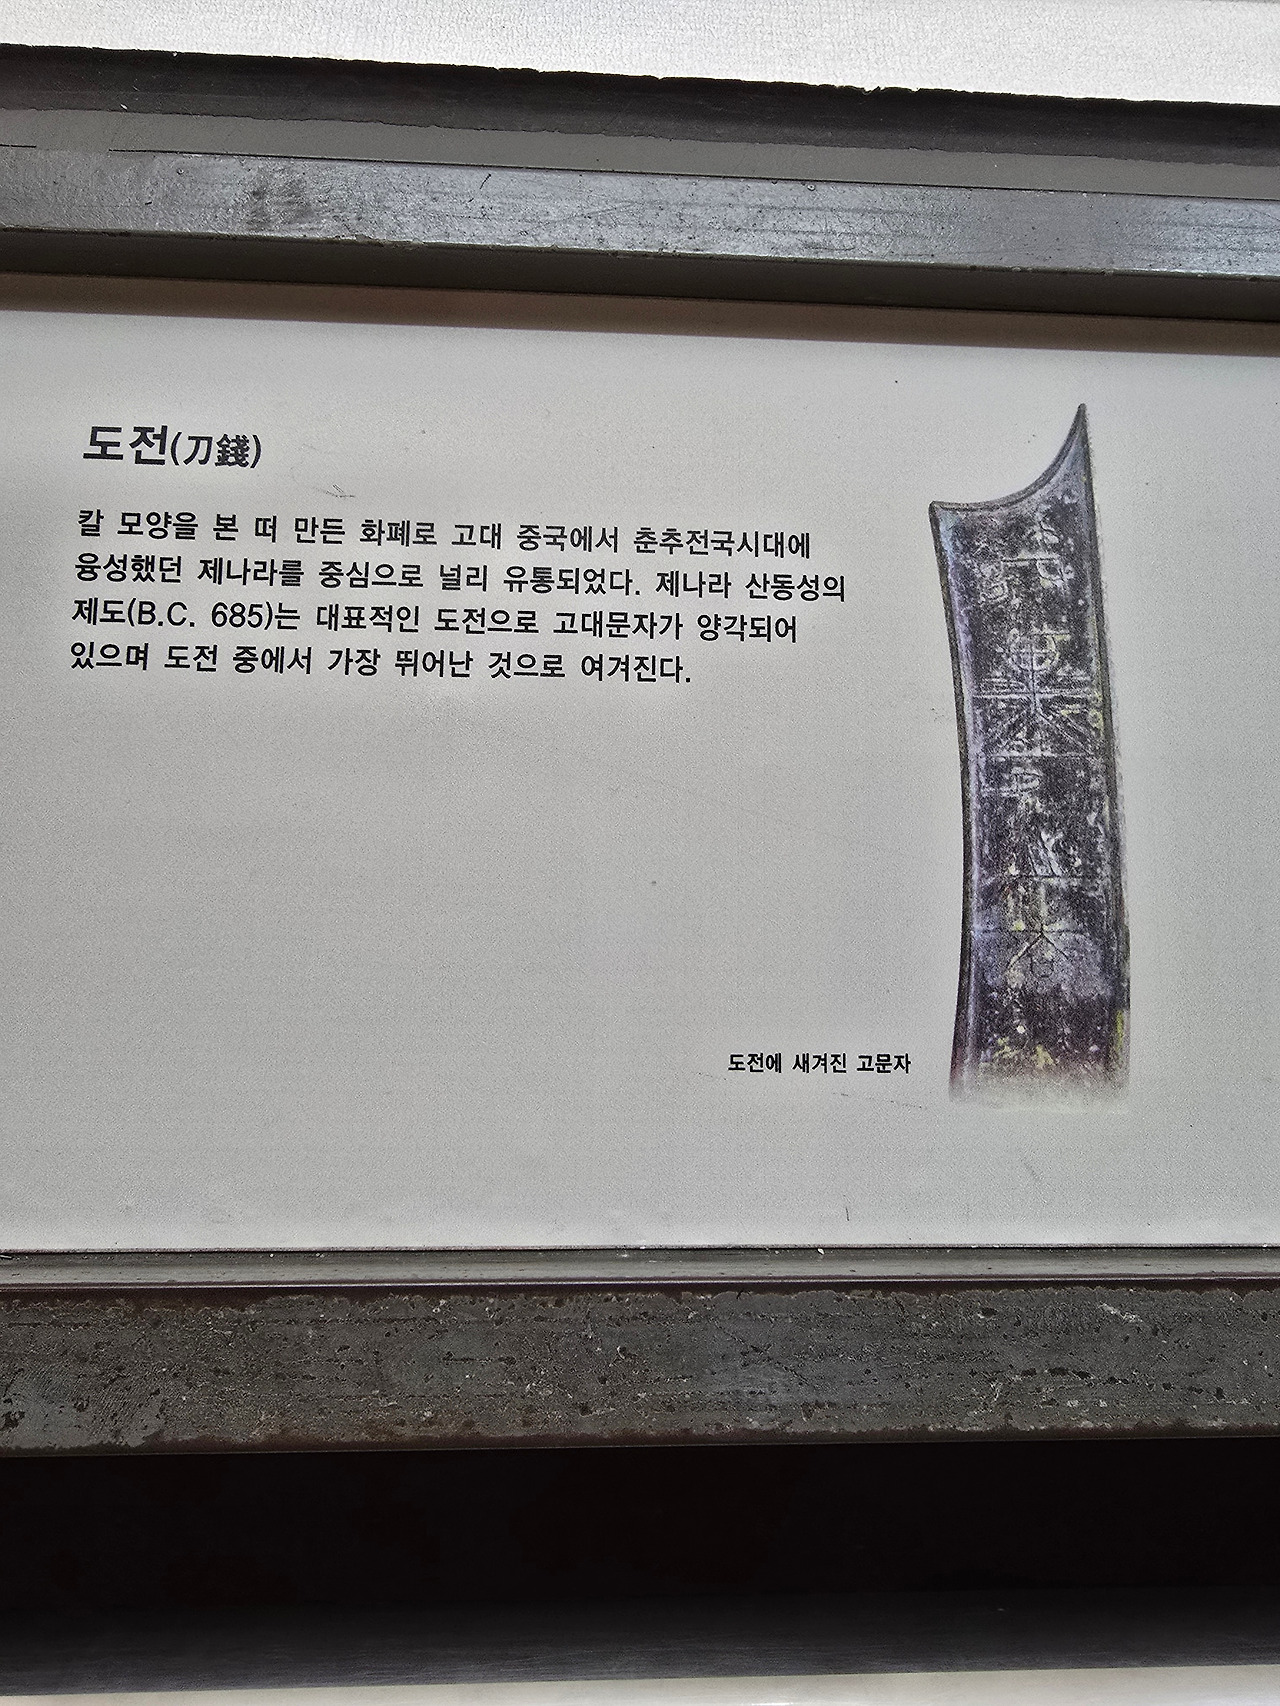 도전(刀錢)
칼 모양을 본 떠 만든 화폐로 고대 중국에서 춘추전국시대에
융성했던 제나라를 중심으로 널리 유통되었다. 제나라 산동성의
제도(B.C. 685)는 대표적인 도전으로 고대문자가 양각되어
있으며 도전 중에서 가장 뛰어난 것으로 여겨진다.
도전에 새겨진 고문자